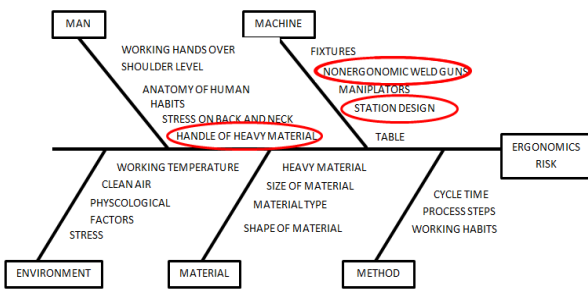 MAN
MACHINE
WORKING HANDS OVER
SHOULDER LEVEL
ANATOMY OF HUMAN
HABITS
STRESS ON BACK AND NECK
HANDLE OF HEAVY MATERIAL
FIXTURES
NONERGONOMIC WELD GUNS
MANIPLATORS
STATION DESIGN
TABLE
ERGONOMICS
RISK
WORKING TEMPERATURE
CLEAN AIR
PHYSCOLOGICAL
FACTORS
STRESS
HEAVY MATERIAL
SIZE OF MATERIAL
MATERIAL TYPE
SHAPE OF MATERIAL
CYCLE TIME
PROCESS STEPS
WORKING HABITS
ENVIRONMENT
MATERIAL
METHOD